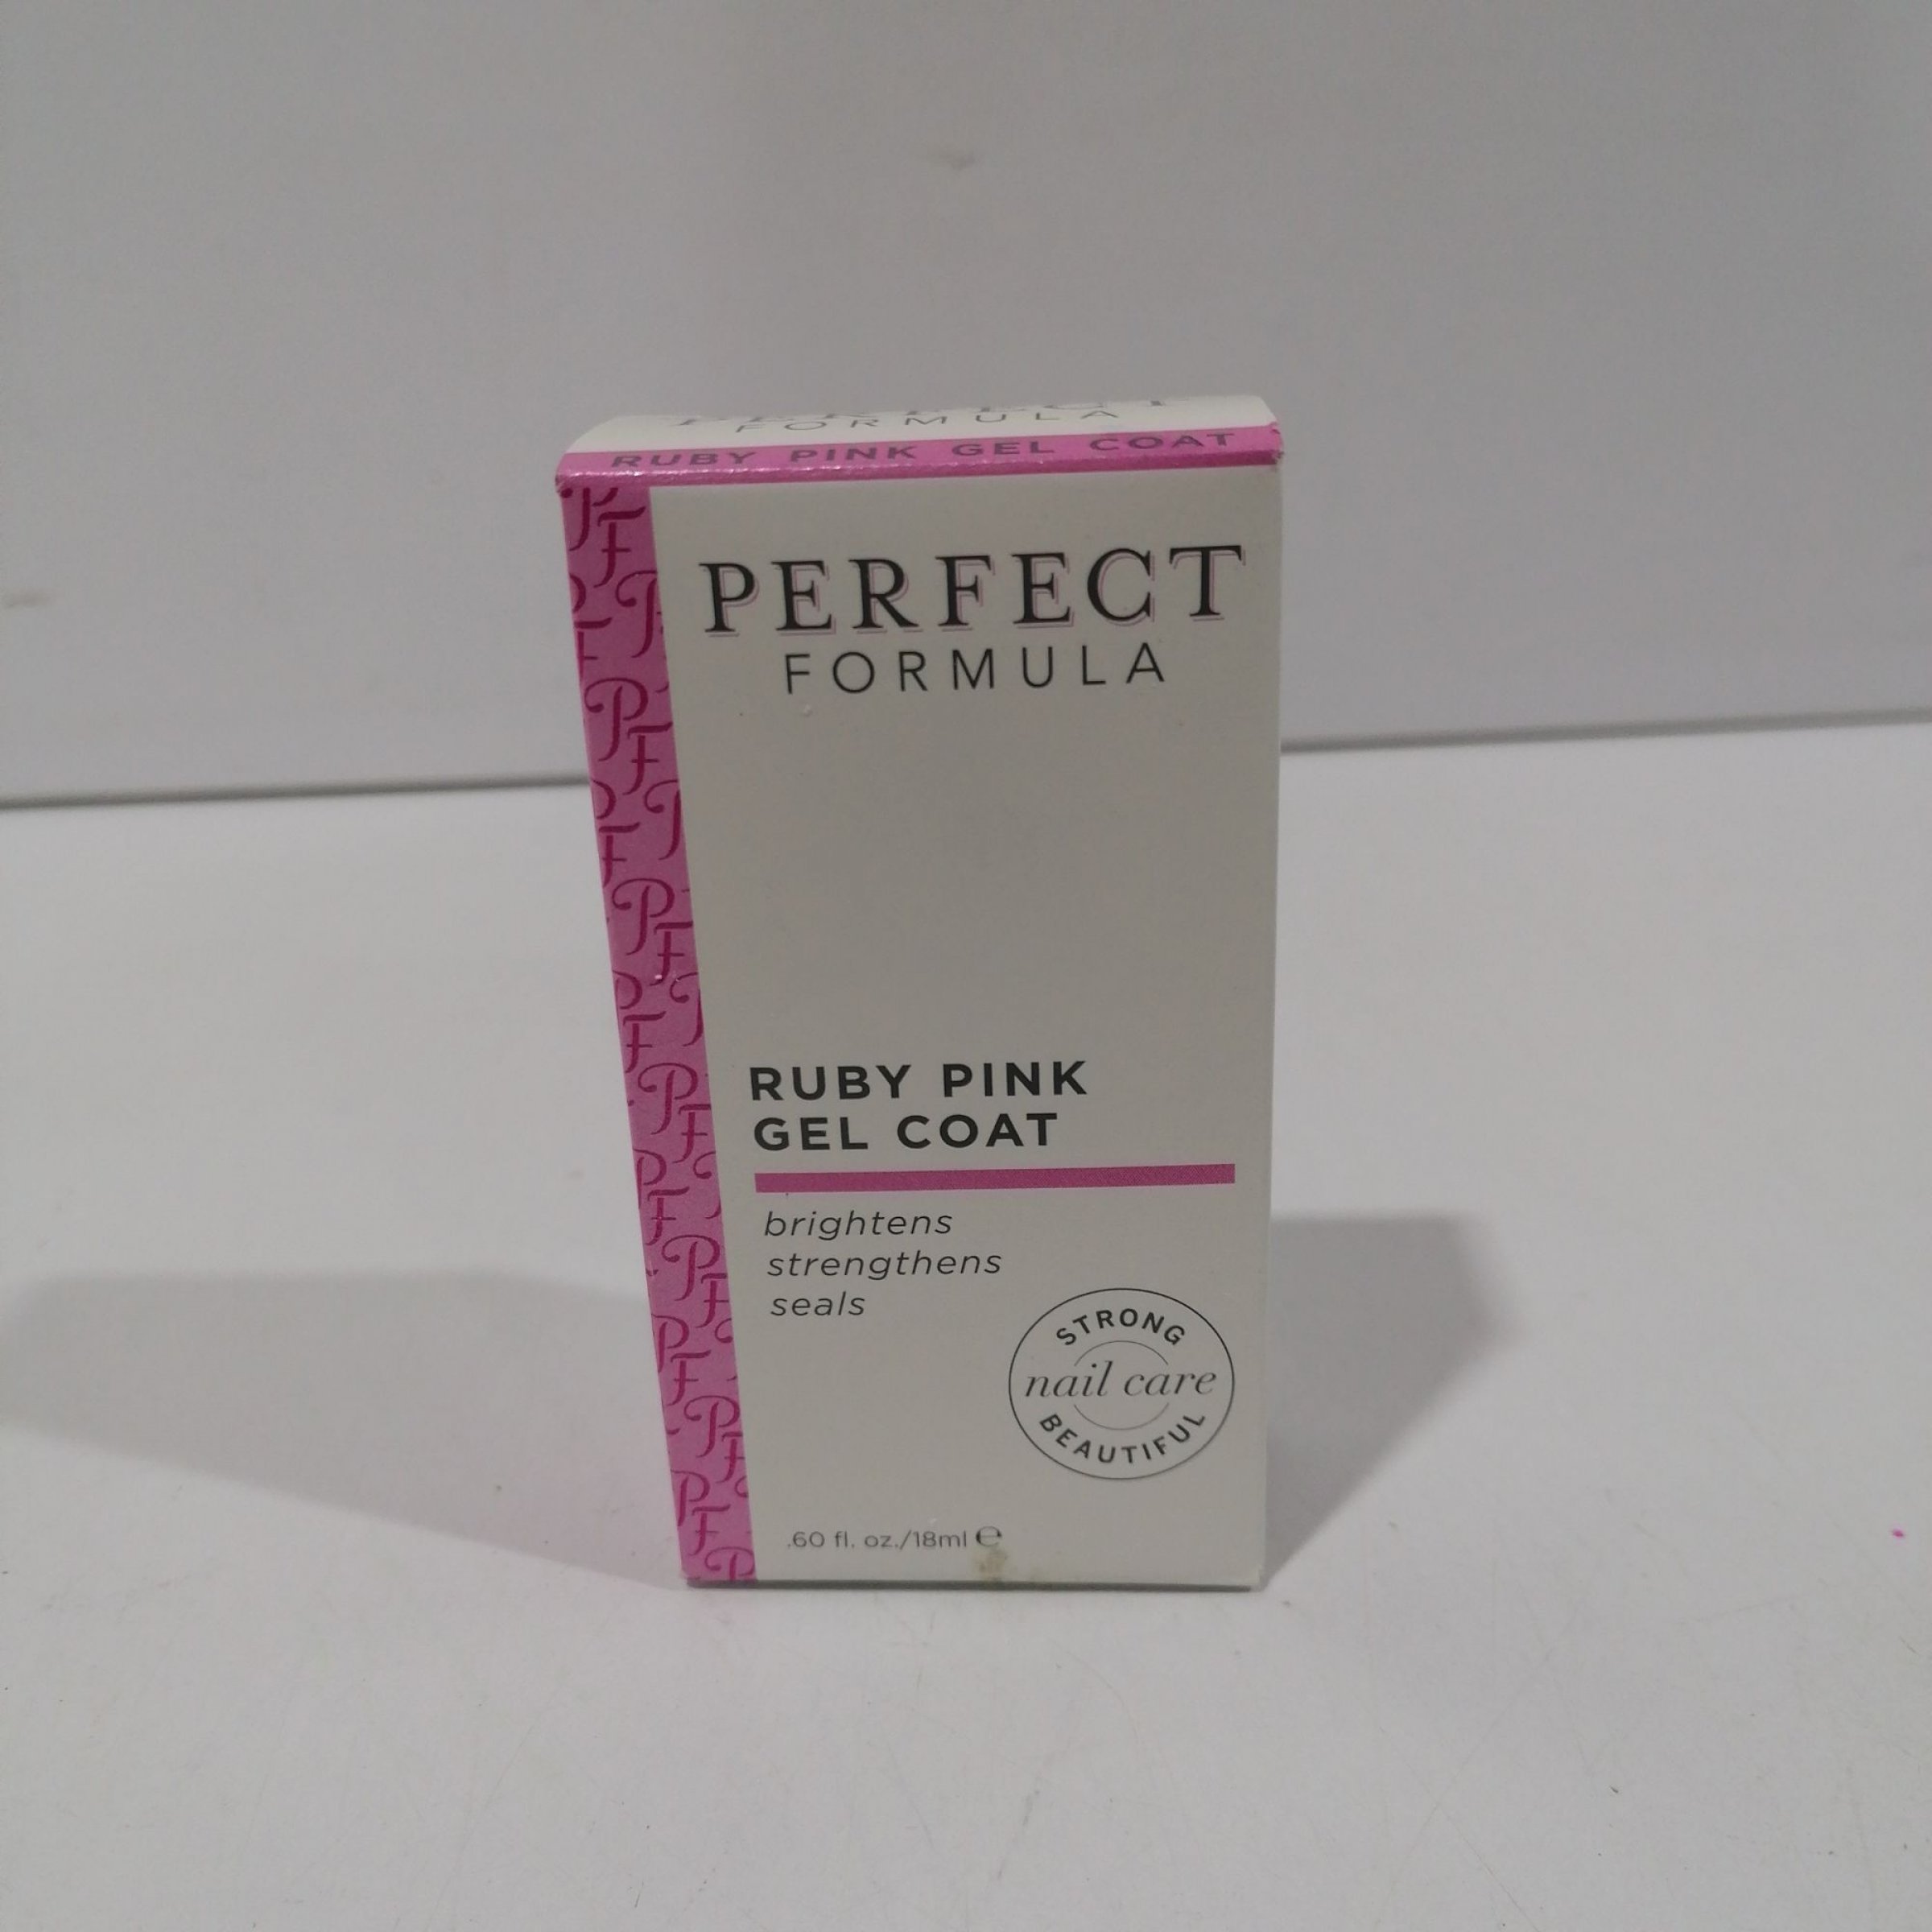 PERFECT
FORMULA
RUBY PINK GEL COAT
PERFECT
FORMULA
RUBY PINK
GEL COAT
brightens
strengthens
seals
STRONG
nail care
BEAUTIFUL
.60 fl. oz./18ml ℮